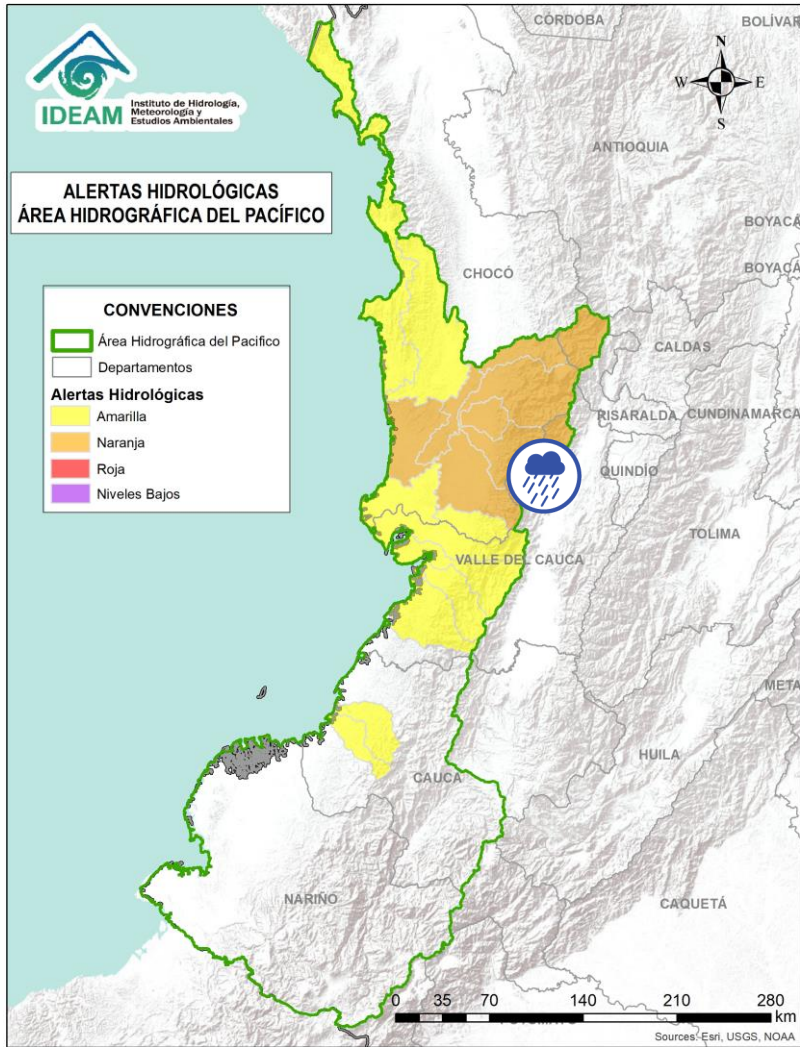 CÓRDOBA
BOLÍVAR
N
W
E
S
IDEAM
Instituto de Hidrología,
Meteorología y
Estudios Ambientales
ANTIOQUIA
ALERTAS HIDROLÓGICAS
ÁREA HIDROGRÁFICA DEL PACÍFICO
BOYACÁ
BOYACÁ
CHOCÓ
CONVENCIONES
Área Hidrográfica del Pacifico
Departamentos
Alertas Hidrológicas
Amarilla
Naranja
Roja
Niveles Bajos
CALDAS
RISARALDA
CUNDINAMARCA
QUINDÍO
TOLIMA
VALLE DEL CAUCA
META
HUILA
CAUCA
NARIÑO
CAQUETÁ
0 35 70 140 210 280
km
Sources: Esri, USGS, NOAA